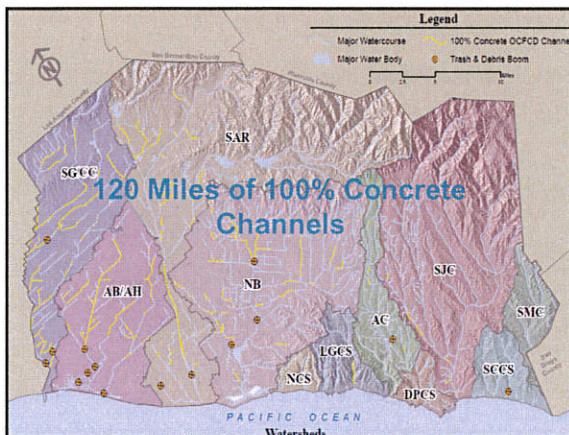 Legend
Major Watercourse
100% Concrete OCFCD Channel
Major Water Body
Trash & Debris Boom
Miles
San Bernardino County
Riverside County
Los Angeles County
SAR
SG/CC
120 Miles of 100% Concrete
Channels
AB/AH
NB
SJC
AC
SMC
LGCS
NCS
DPCS
SCCS
San Diego County
PACIFIC OCEAN
Watersheds